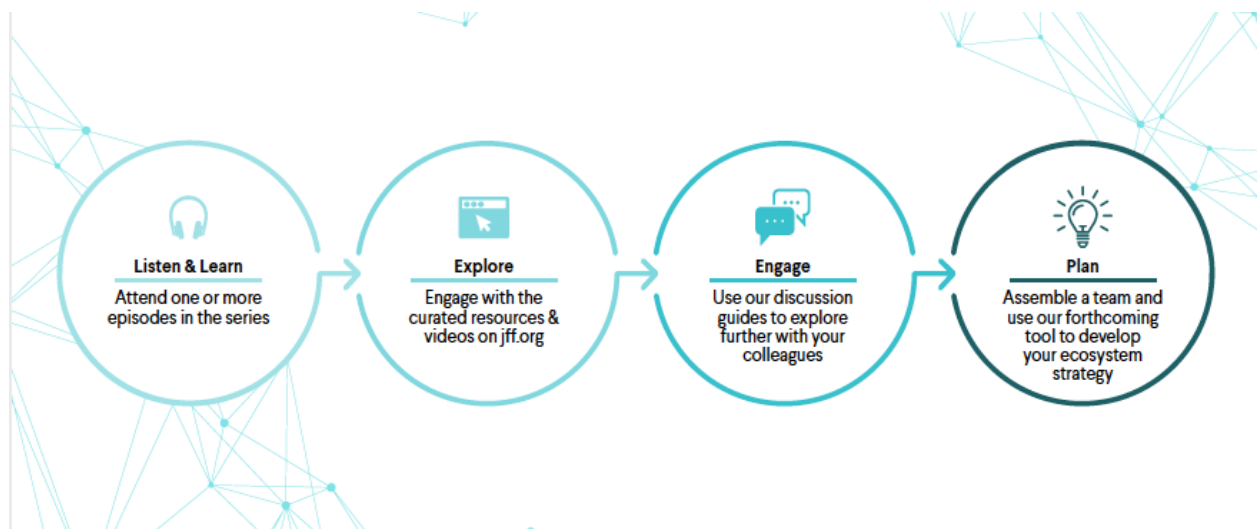 Listen & Learn
Attend one or more
episodes in the series
Explore
Engage with the
curated resources &
videos on jff.org
Engage
Use our discussion
guides to explore
further with your
colleagues
Plan
Assemble a team and
use our forthcoming
tool to develop
your ecosystem
strategy